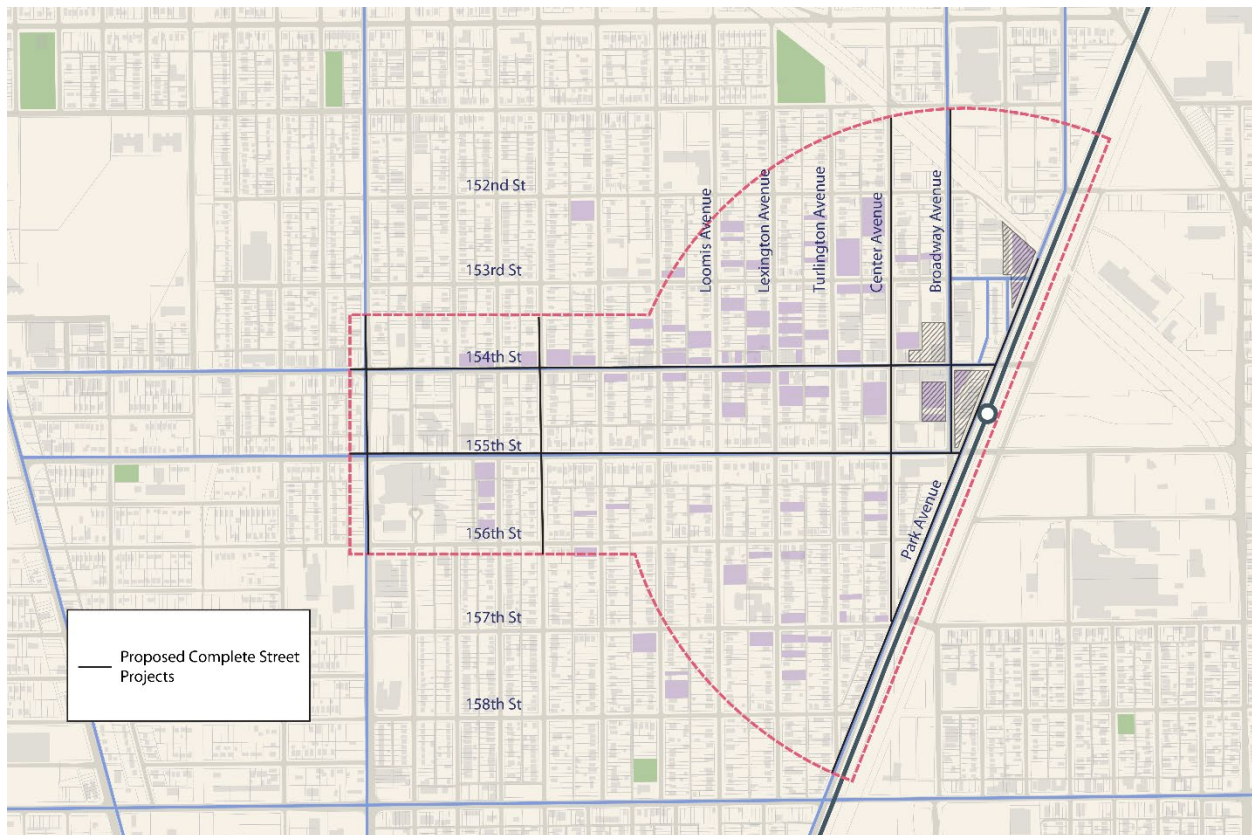 152nd St
153rd St
154th St
155th St
156th St
157th St
158th St
Loomis Avenue
Lexington Avenue
Turlington Avenue
Center Avenue
Broadway Avenue
Park Avenue
Proposed Complete Street
Projects